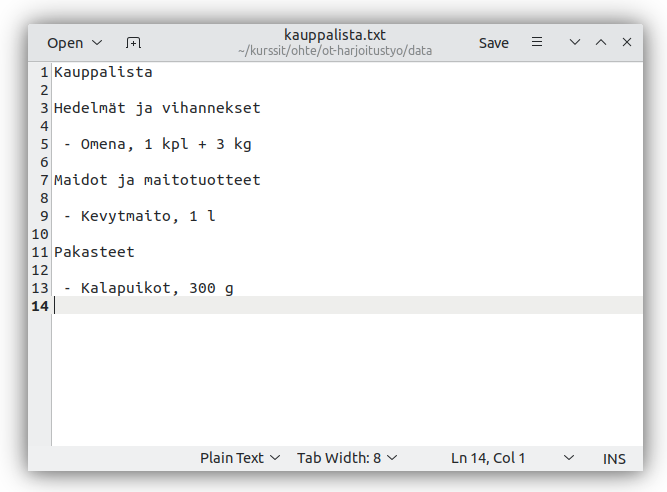 Open
kauppalista.txt
~/kurssit/ohte/ot-harjoitustyo/data
Save
1 Kauppalista
2
3 Hedelmät ja vihannekset
4
5  - Omena, 1 kpl + 3 kg
6
7 Maidot ja maitotuotteet
8
9  - Kevytmaito, 1 l
10
11 Pakasteet
12
13  - Kalapuikot, 300 g
14
Plain Text Tab Width: 8 Ln 14, Col 1 INS